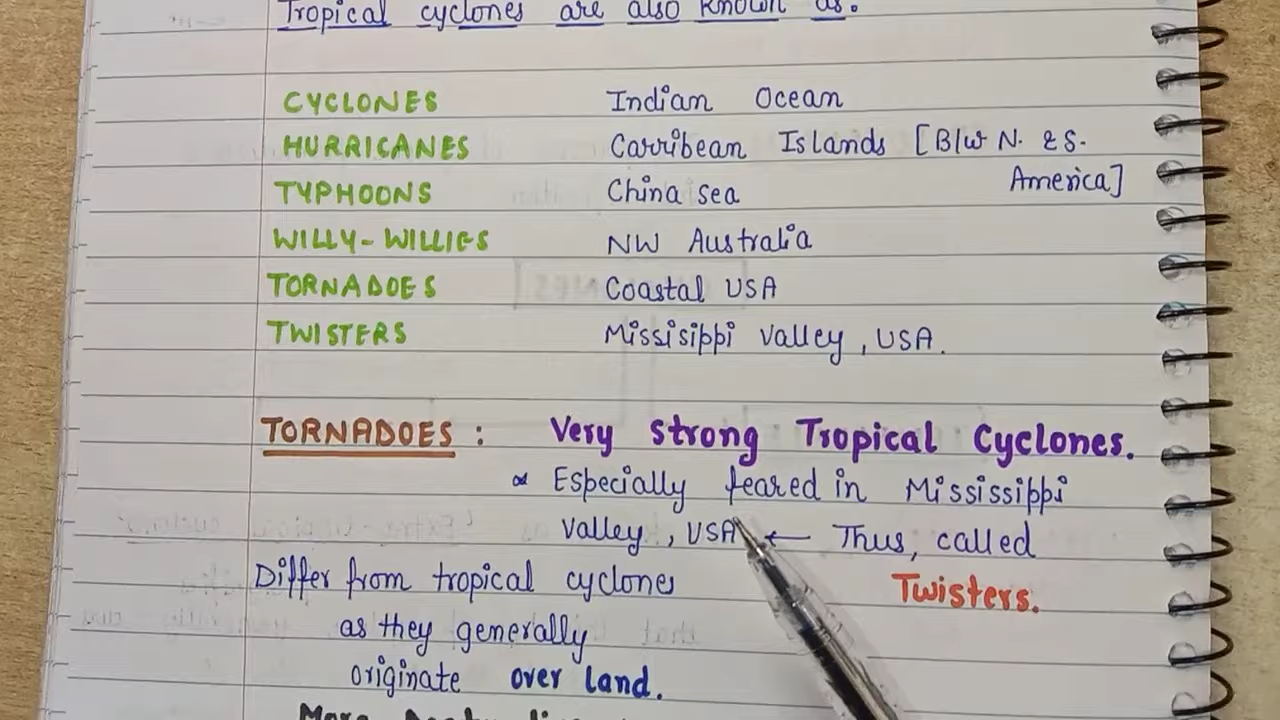 Tropical cyclones are also known as.
CYCLONES Indian Ocean
HURRICANES Carribean Islands [B/w N. & S. America]
TYPHOONS China sea
WILLY-WILLIES NW Australia
TORNADOES Coastal USA
TWISTERS Missisippi valley, USA.
TORNADOES : Very strong Tropical Cyclones.
∝ Especially feared in Mississippi
valley, USA ← Thus, called
Twisters.
Differ from tropical cyclones
as they generally
originate over land.
More